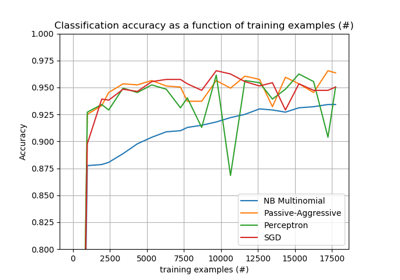 Classification accuracy as a function of training examples (#)
1.000
0.975
0.950
0.925
0.900
0.875
0.850
0.825
0.800
Accuracy
NB Multinomial
Passive-Aggressive
Perceptron
SGD
0 2500 5000 7500 10000 12500 15000 17500
training examples (#)